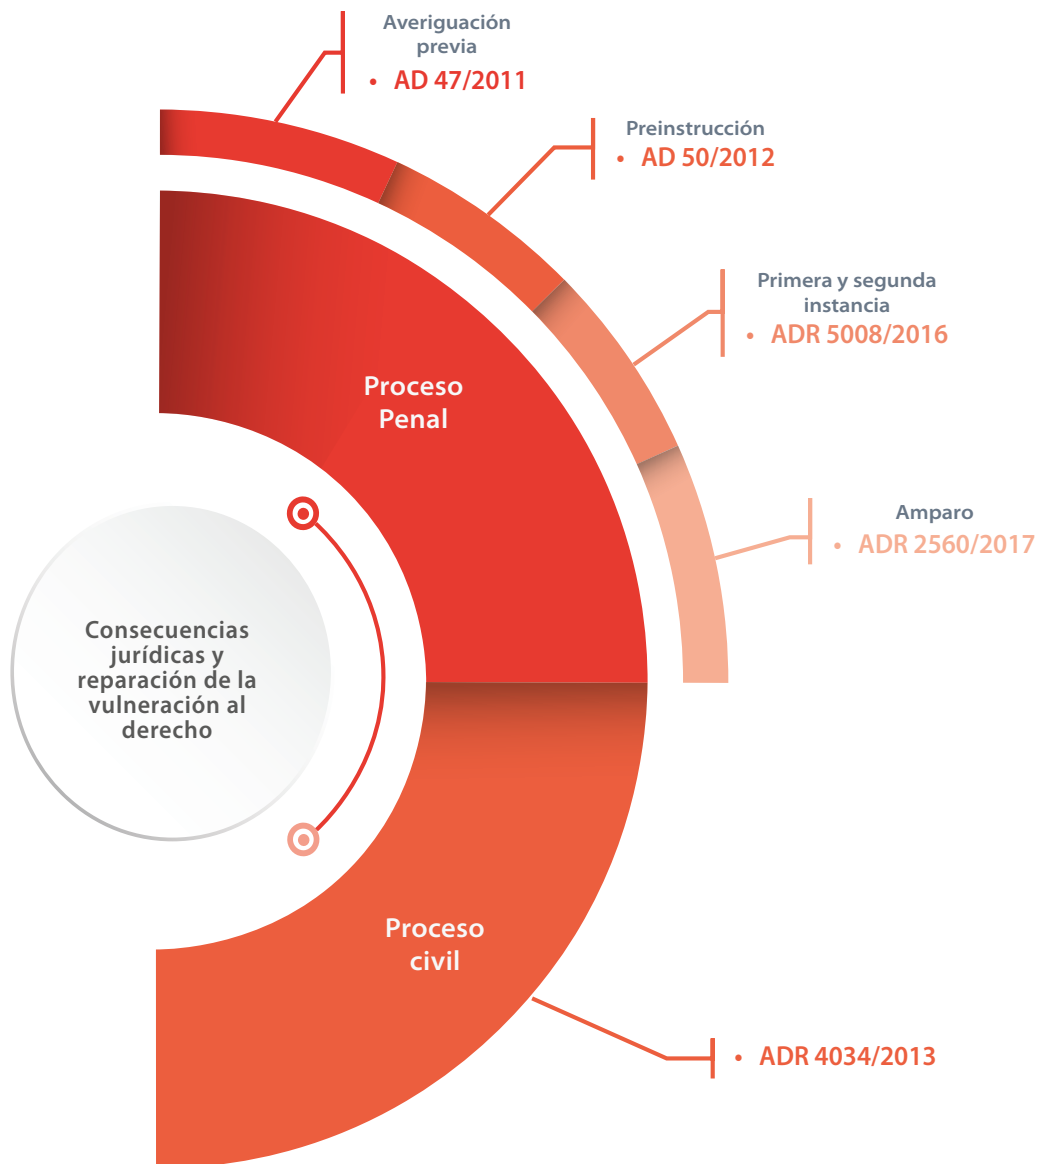 Averiguación
previa
• AD 47/2011
Preinstrucción
• AD 50/2012
Primera y segunda
instancia
• ADR 5008/2016
Proceso
Penal
Amparo
• ADR 2560/2017
Consecuencias
jurídicas y
reparación de la
vulneración al
derecho
Proceso
civil
• ADR 4034/2013